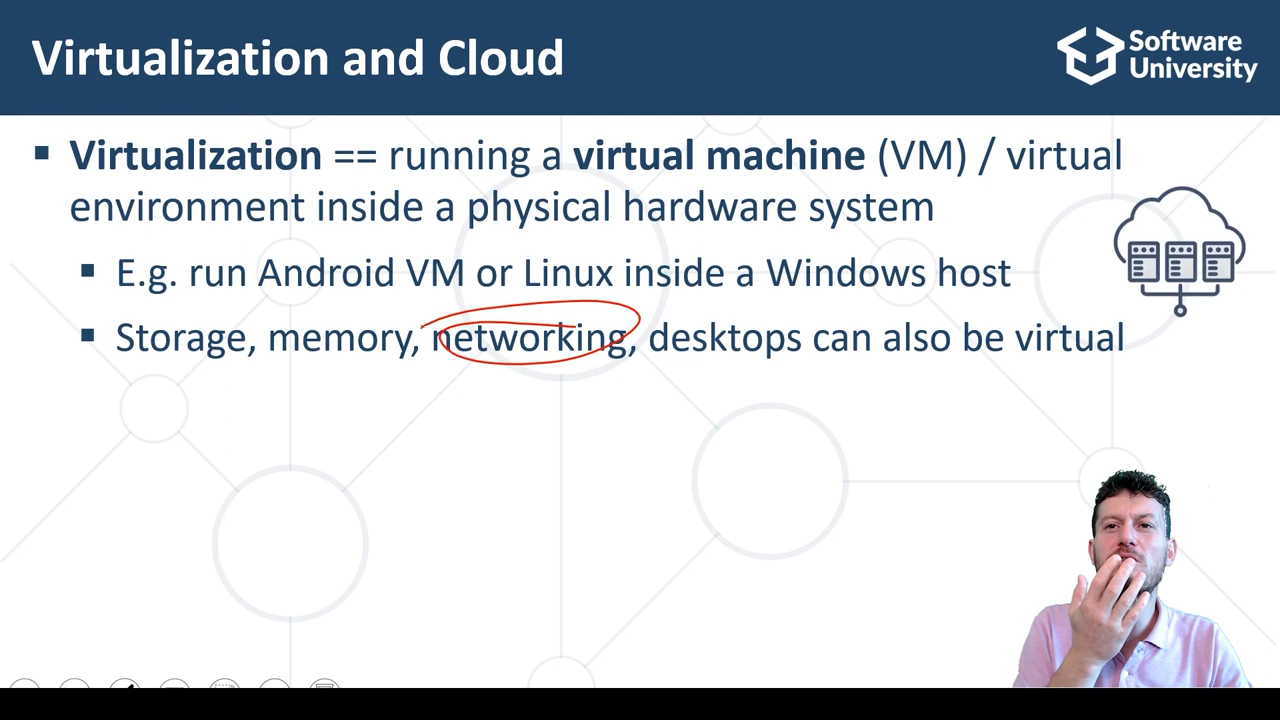 Virtualization and Cloud
Software
University
Virtualization == running a virtual machine (VM) / virtual
environment inside a physical hardware system
E.g. run Android VM or Linux inside a Windows host
Storage, memory, networking, desktops can also be virtual